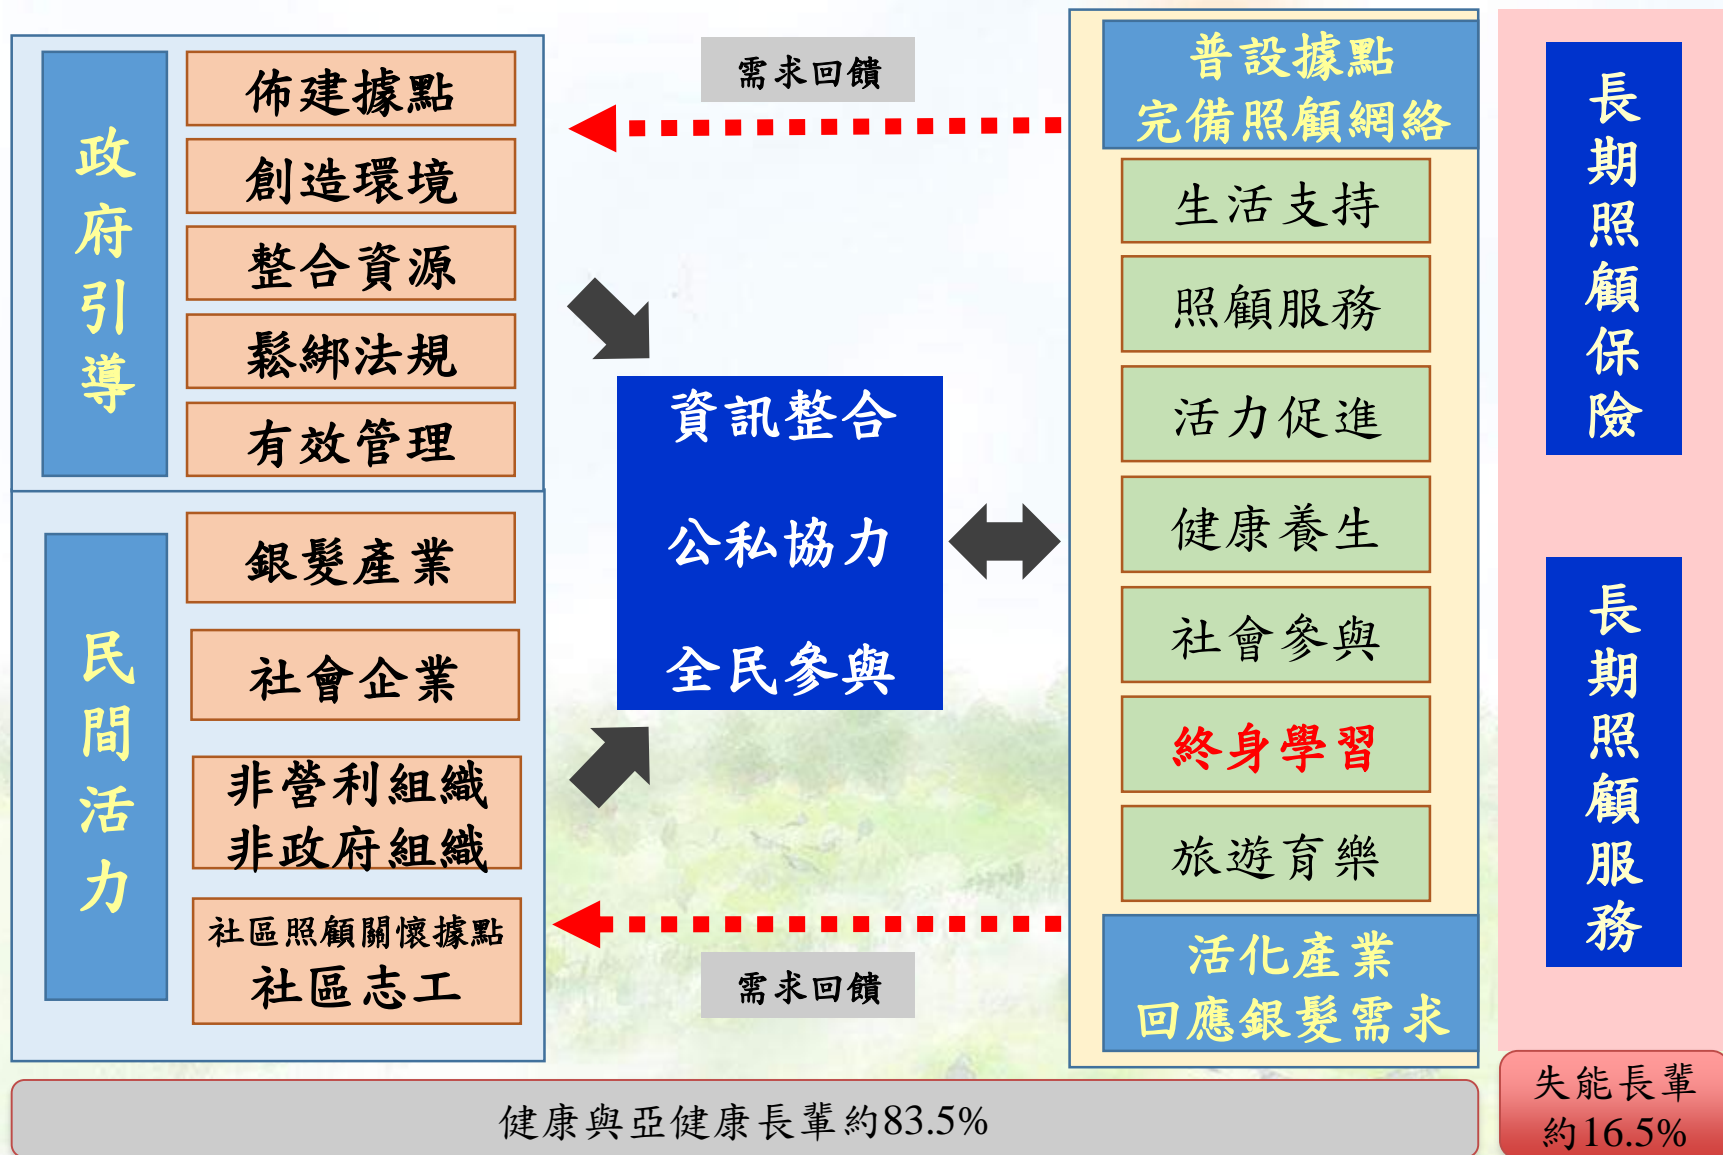 政府引導
佈建據點
創造環境
整合資源
鬆綁法規
有效管理
民間活力
銀髮產業
社會企業
非營利組織
非政府組織
社區照顧關懷據點
社區志工
需求回饋
資訊整合
公私協力
全民參與
需求回饋
普設據點
完備照顧網絡
生活支持
照顧服務
活力促進
健康養生
社會參與
終身學習
旅遊育樂
活化產業
回應銀髮需求
長期照顧保險
長期照顧服務
健康與亞健康長輩約83.5%
失能長輩
約16.5%